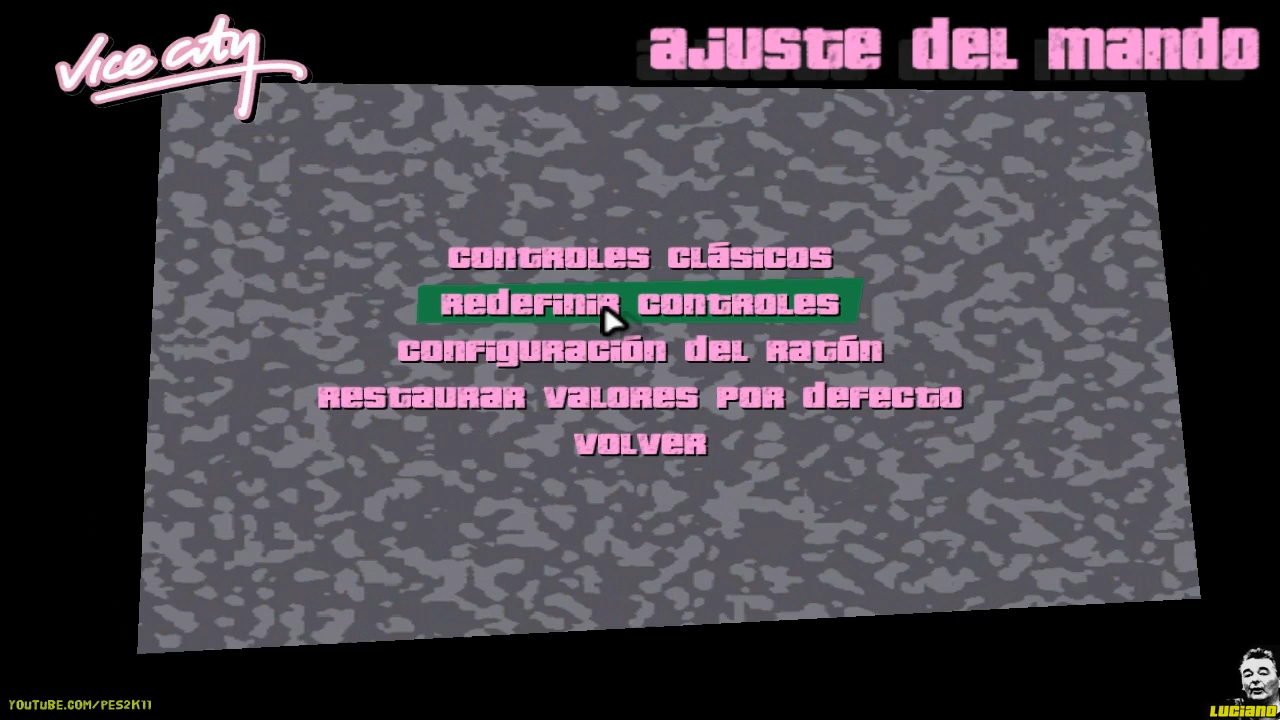 Vice City
AJUSTE DEL MANDO
CONTROLES CLÁSICOS
REDEFINIR CONTROLES
CONFIGURACIÓN DEL RATÓN
RESTAURAR VALORES POR DEFECTO
VOLVER
YOUTUBE.COM/PES2K11
LUCIANO